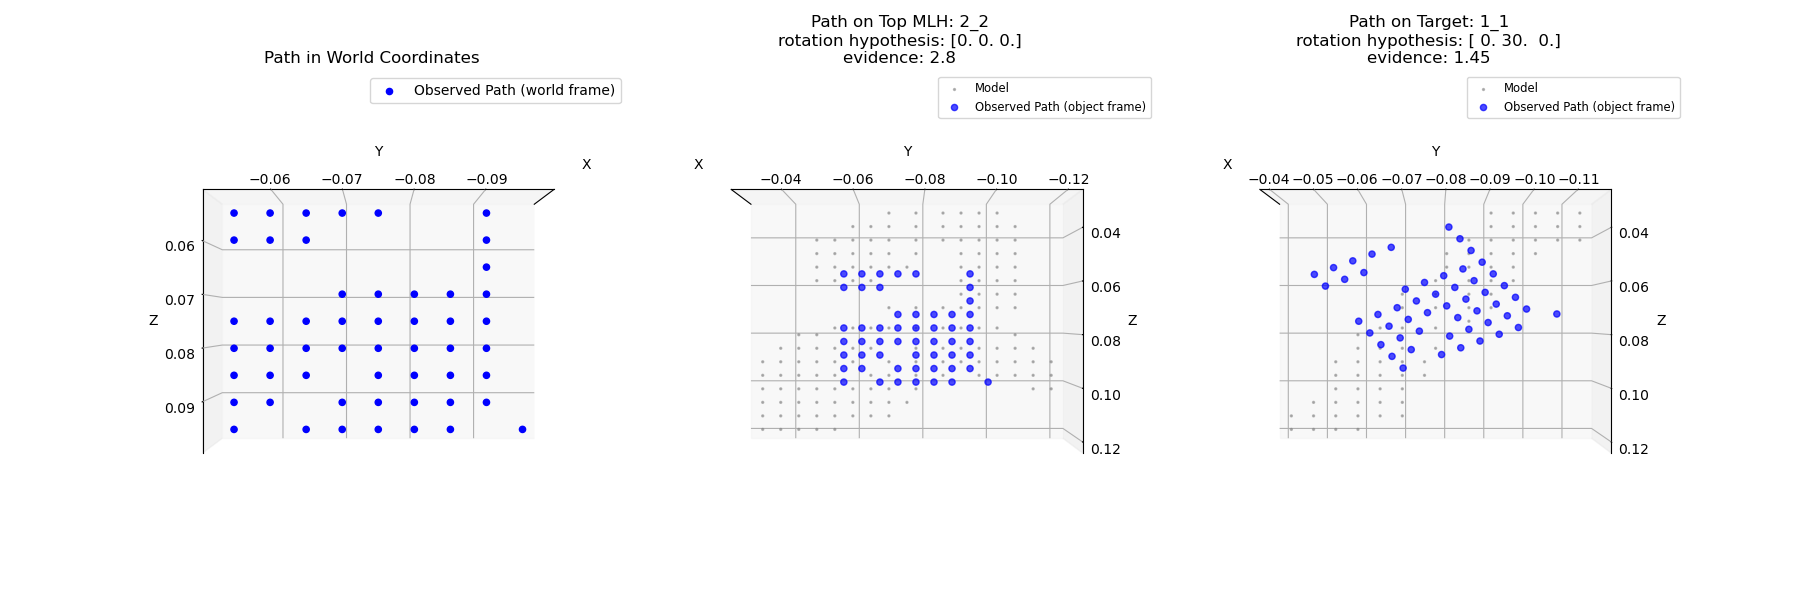 Path in World Coordinates
Observed Path (world frame)
Y
X
−0.06 −0.07 −0.08 −0.09
0.06
0.07
Z
0.08
0.09
Path on Top MLH: 2_2
rotation hypothesis: [0. 0. 0.]
evidence: 2.8
Model
Observed Path (object frame)
Y
X
−0.04 −0.06 −0.08 −0.10 −0.12
0.04
0.06
Z
0.08
0.10
0.12
Path on Target: 1_1
rotation hypothesis: [ 0. 30.  0.]
evidence: 1.45
Model
Observed Path (object frame)
Y
X
−0.04 −0.05 −0.06 −0.07 −0.08 −0.09 −0.10 −0.11
0.04
0.06
Z
0.08
0.10
0.12